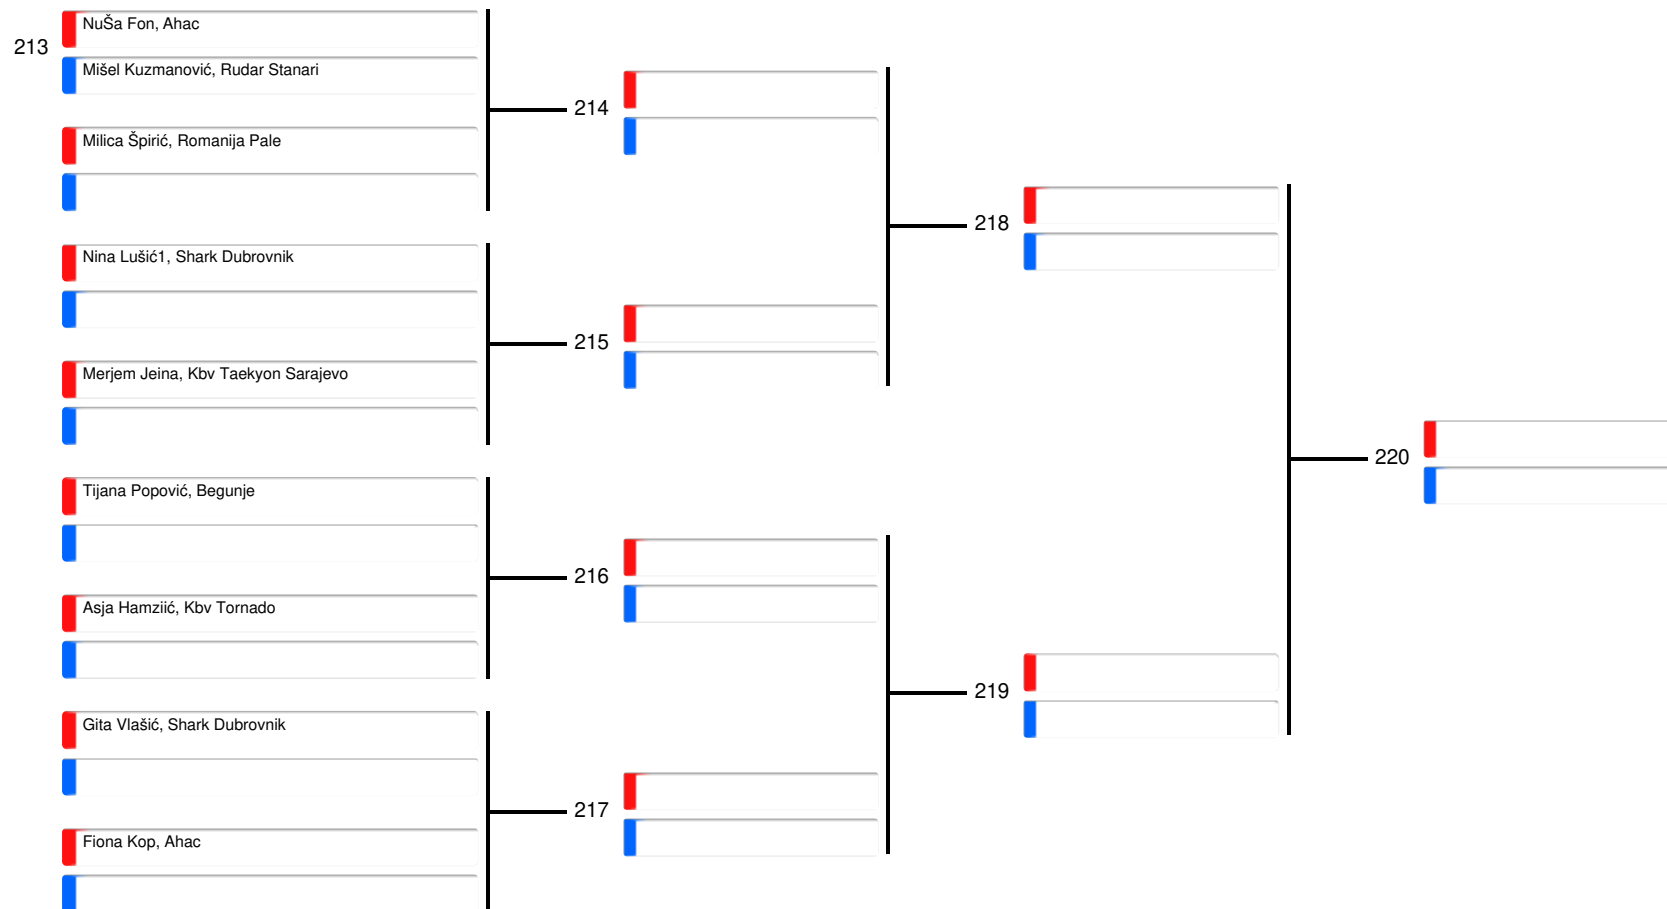 NuŠa Fon, Ahac
213
Mišel Kuzmanović, Rudar Stanari
214
Milica Špirić, Romanija Pale
218
Nina Lušić1, Shark Dubrovnik
215
Merjem Jeina, Kbv Taekyon Sarajevo
220
Tijana Popović, Begunje
216
Asja Hamziić, Kbv Tornado
219
Gita Vlašić, Shark Dubrovnik
217
Fiona Kop, Ahac